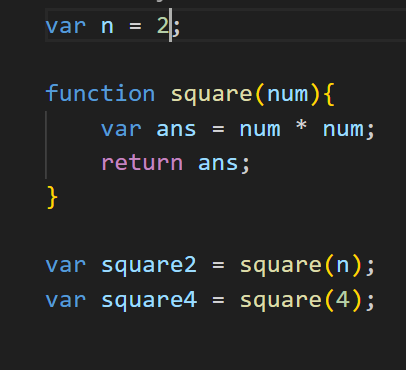 var n = 2;
function square(num){
    var ans = num * num;
    return ans;
}
var square2 = square(n);
var square4 = square(4);